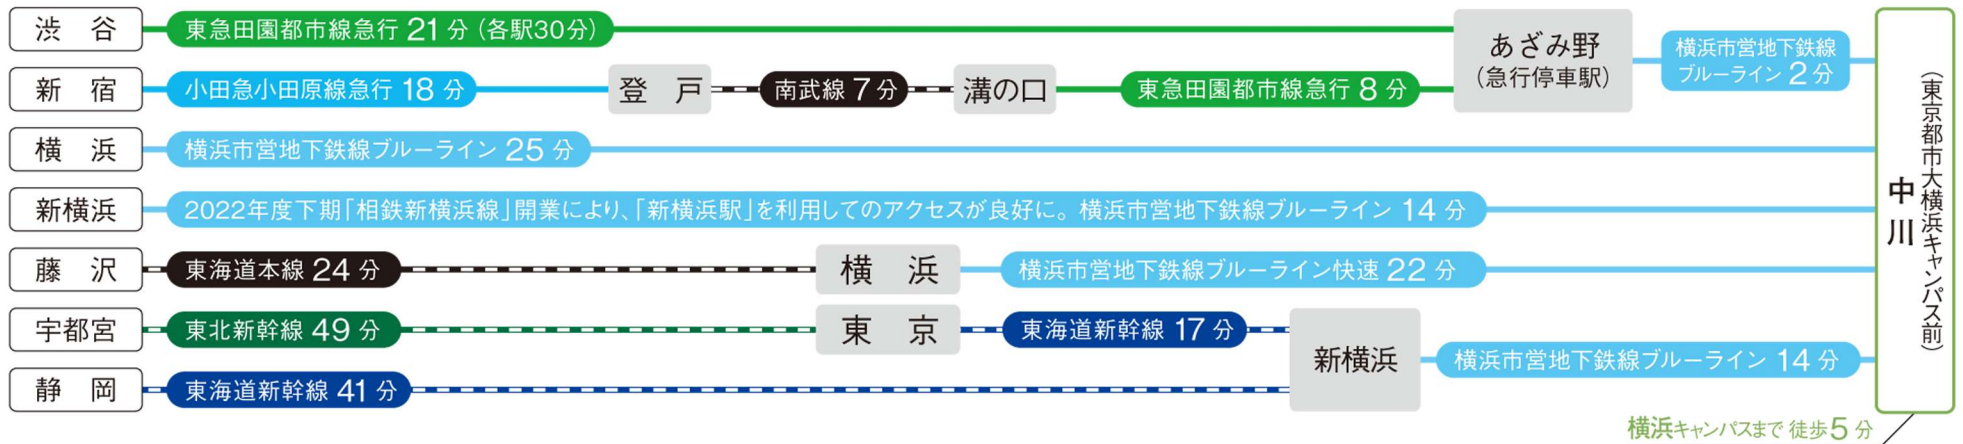 渋谷 東急田園都市線急行 21 分 (各駅30分)
あざみ野
(急行停車駅)
横浜市営地下鉄線
ブルーライン 2 分
新宿 小田急小田原線急行 18 分 登戸 南武線 7 分 溝の口 東急田園都市線急行 8 分
横浜 横浜市営地下鉄線ブルーライン 25 分
新横浜 2022年度下期「相鉄新横浜線」開業により、「新横浜駅」を利用してのアクセスが良好に。横浜市営地下鉄線ブルーライン 14 分
藤沢 東海道本線 24 分 横浜 横浜市営地下鉄線ブルーライン快速 22 分
宇都宮 東北新幹線 49 分 東京 東海道新幹線 17 分
静岡 東海道新幹線 41 分
新横浜 横浜市営地下鉄線ブルーライン 14 分
中川
(東京都市大横浜キャンパス前)
横浜キャンパスまで 徒歩5 分